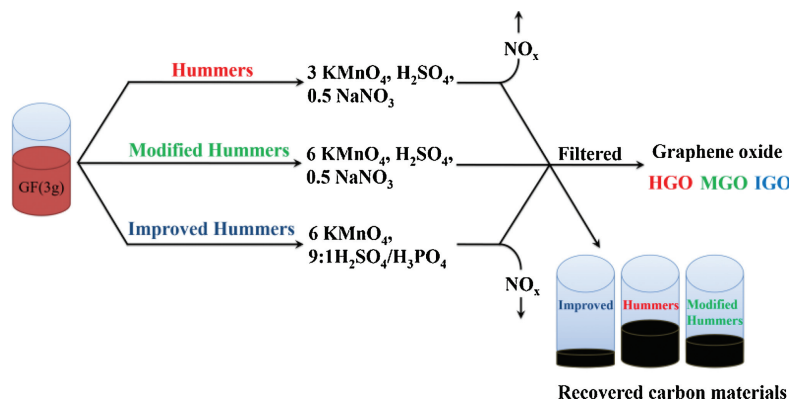 NOₓ
Hummers
3 KMnO₄, H₂SO₄,
0.5 NaNO₃
GF(3g)
Modified Hummers
6 KMnO₄, H₂SO₄,
0.5 NaNO₃
Filtered
Graphene oxide
HGO MGO IGO
Improved Hummers
6 KMnO₄,
9:1H₂SO₄/H₃PO₄
NOₓ
Improved
Hummers
Modified
Hummers
Recovered carbon materials